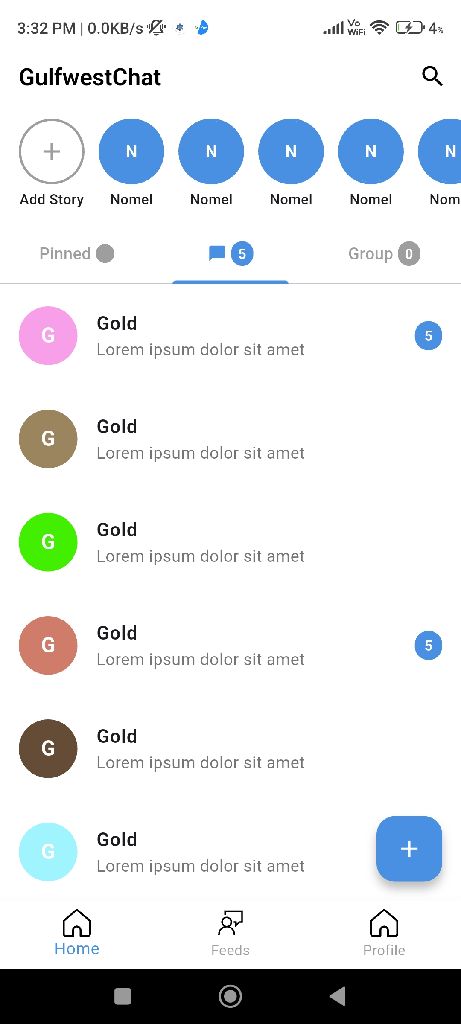 3:32 PM | 0.0KB/s Vo WiFi 4%
GulfwestChat
+ N N N N N
Add Story Nomel Nomel Nomel Nomel Nom
Pinned 5 Group 0
G Gold
Lorem ipsum dolor sit amet 5
G Gold
Lorem ipsum dolor sit amet
G Gold
Lorem ipsum dolor sit amet
G Gold
Lorem ipsum dolor sit amet 5
G Gold
Lorem ipsum dolor sit amet
G Gold
Lorem ipsum dolor sit amet +
Home Feeds Profile